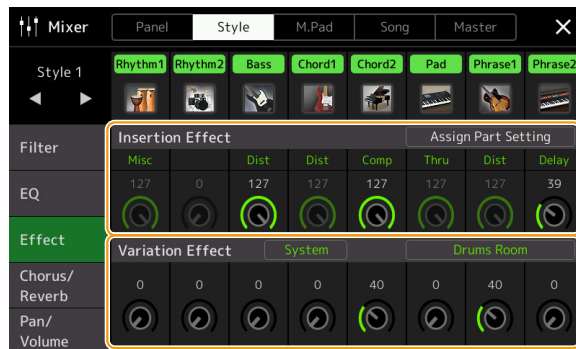 Mixer
Panel Style M.Pad Song Master
Style 1
Rhythm1 Rhythm2 Bass Chord1 Chord2 Pad Phrase1 Phrase2
Filter
EQ
Effect
Chorus/
Reverb
Pan/
Volume
Insertion Effect Assign Part Setting
Misc Dist Dist Comp Thru Dist Delay
127 0 127 127 127 127 127 39
Variation Effect System Drums Room
0 0 0 0 40 0 40 0